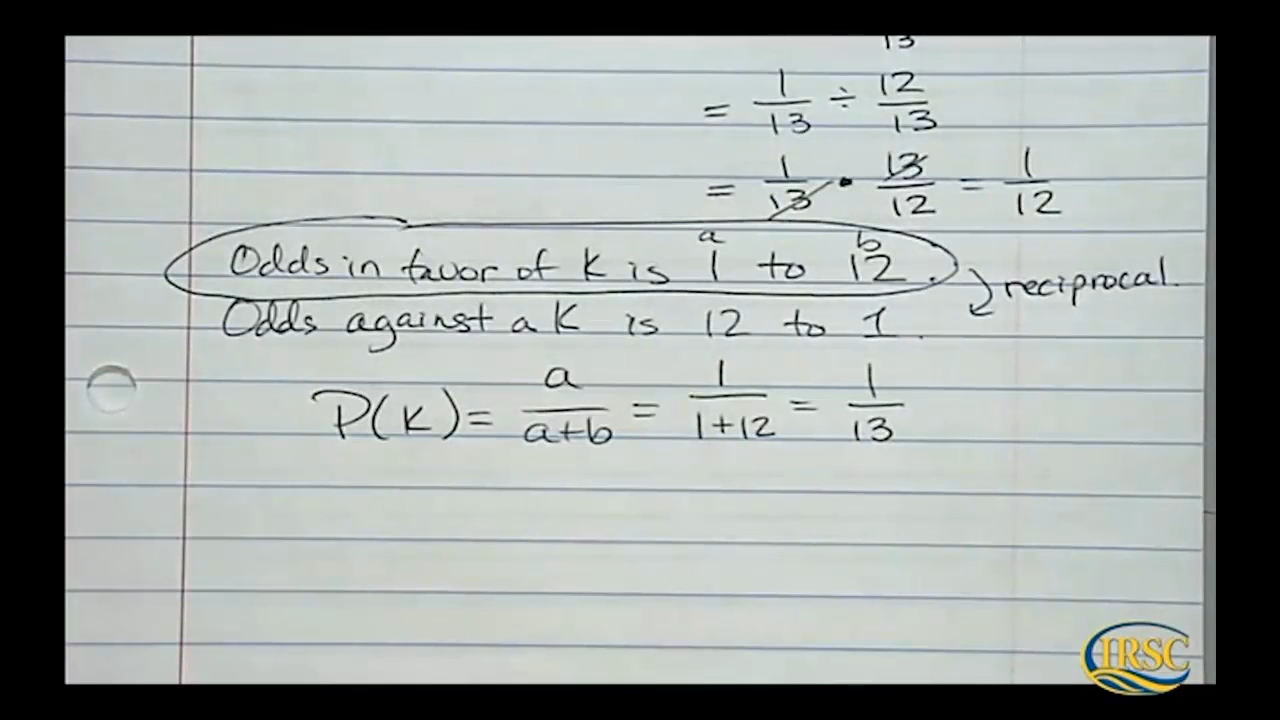 13
= 1/13 ÷ 12/13
= 1/13 · 13/12 = 1/12
a b
Odds in favor of K is 1 to 12.
reciprocal.
Odds against a K is 12 to 1.
P(K) = a/a+b = 1/1+12 = 1/13
IRSC